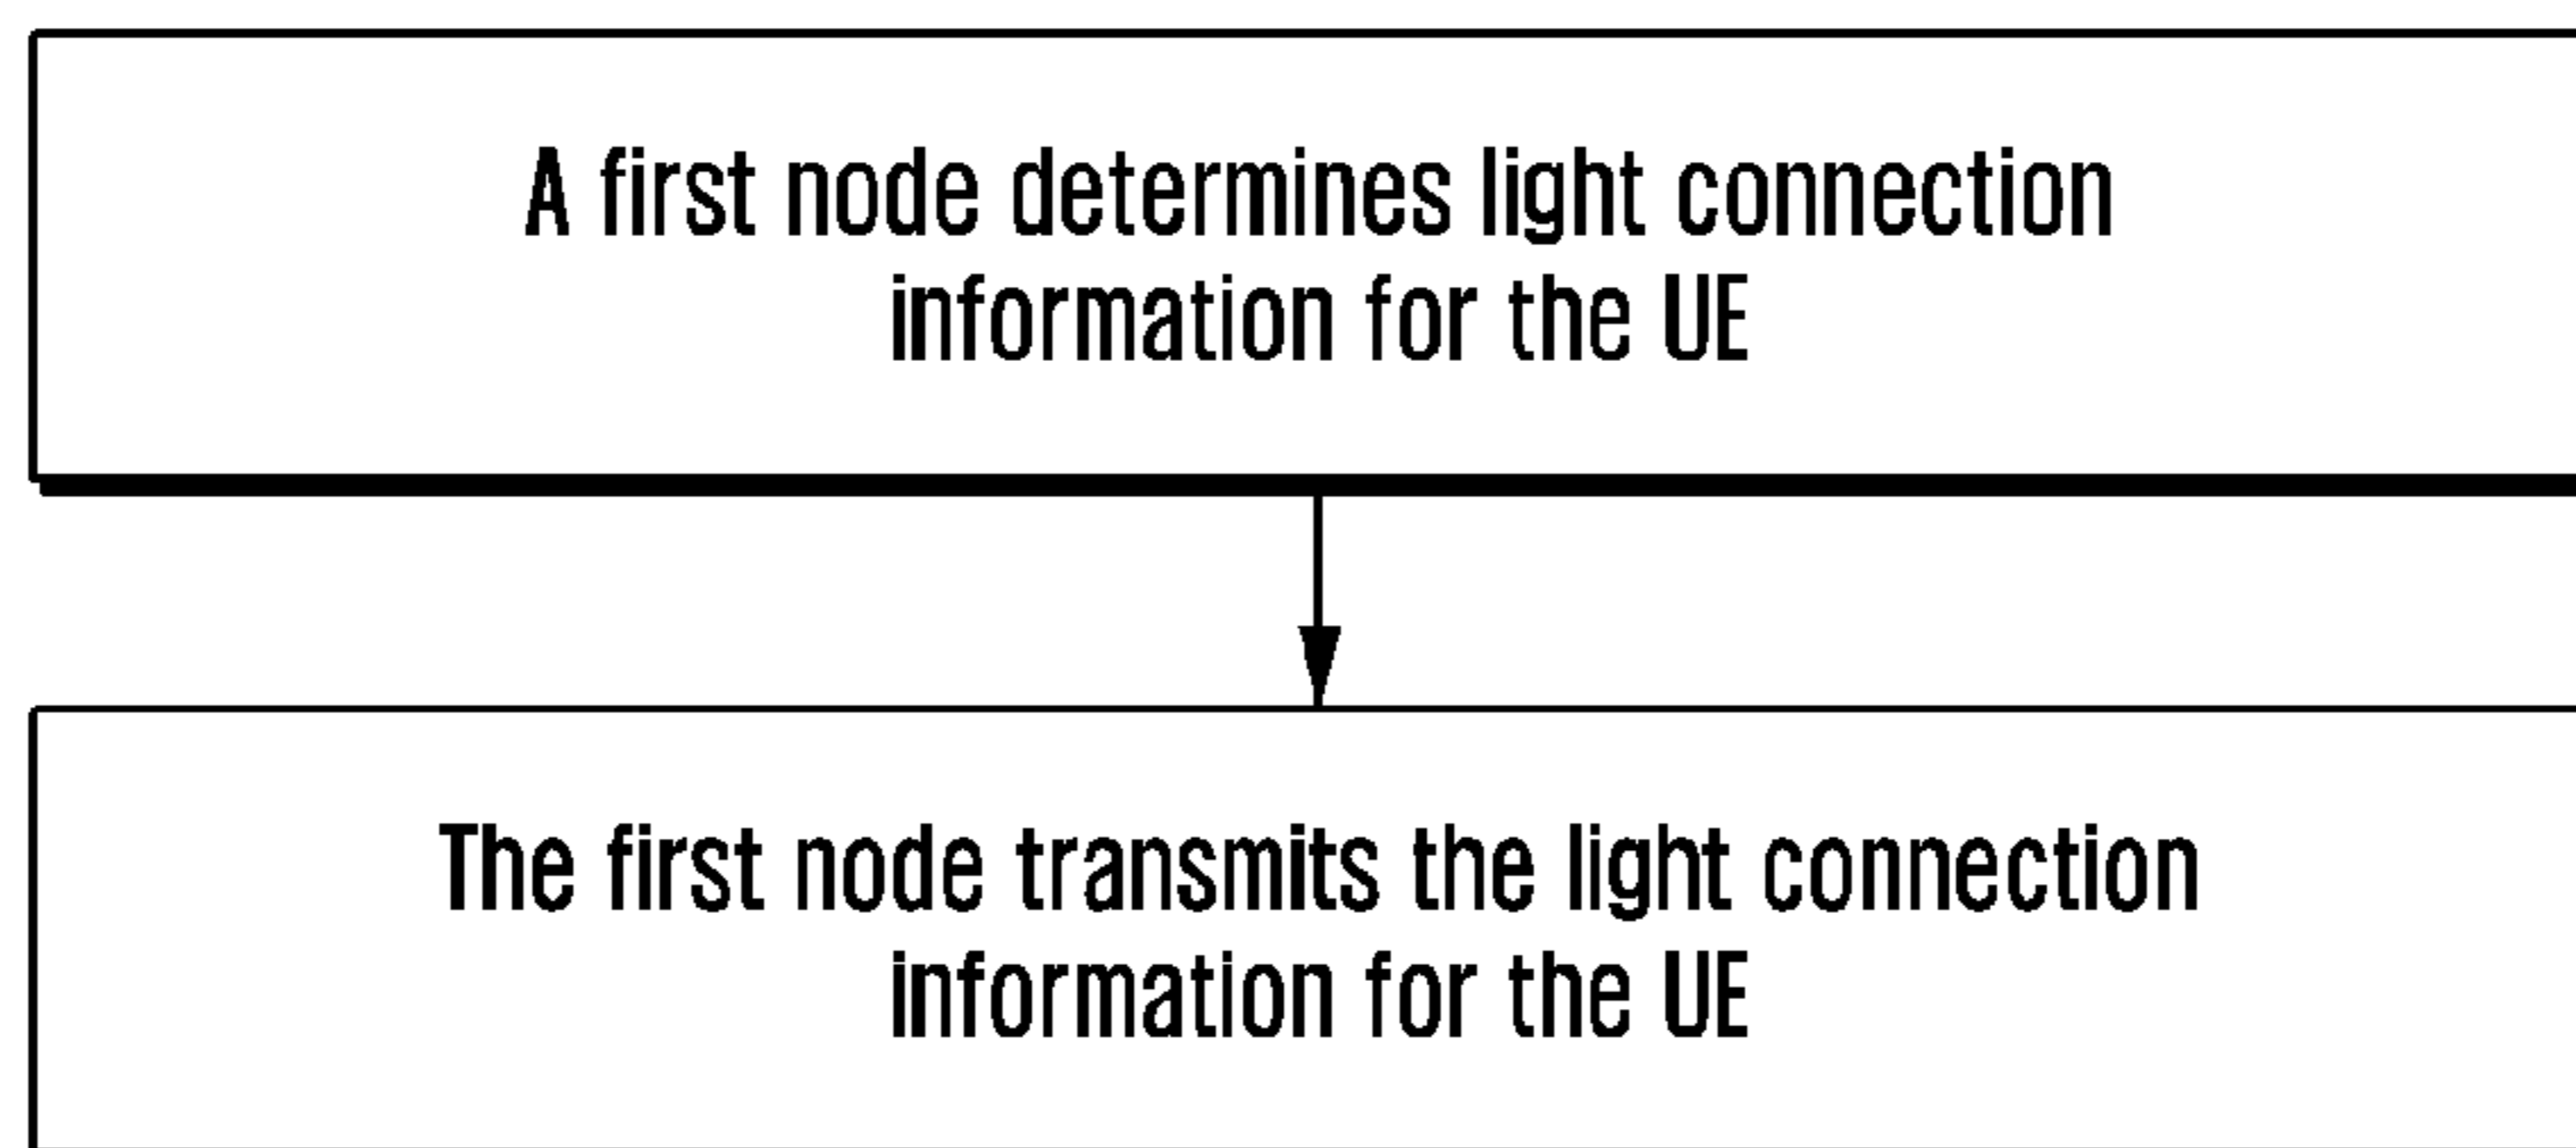 A first node determines light connection
information for the UE
The first node transmits the light connection
information for the UE